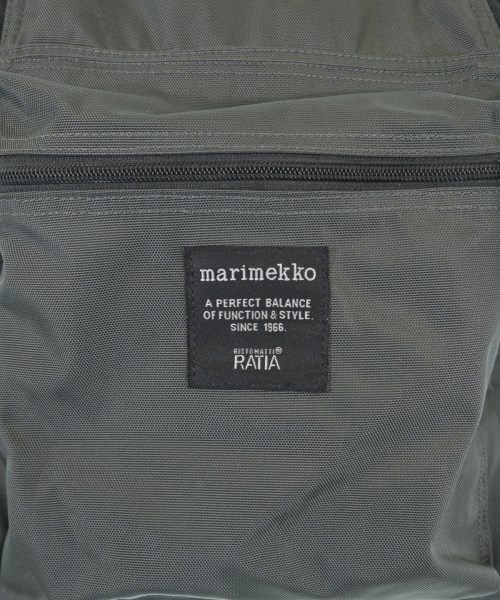 marimekko
A PERFECT BALANCE
OF FUNCTION & STYLE.
SINCE 1966.
RISTOMATTI®
RATIA